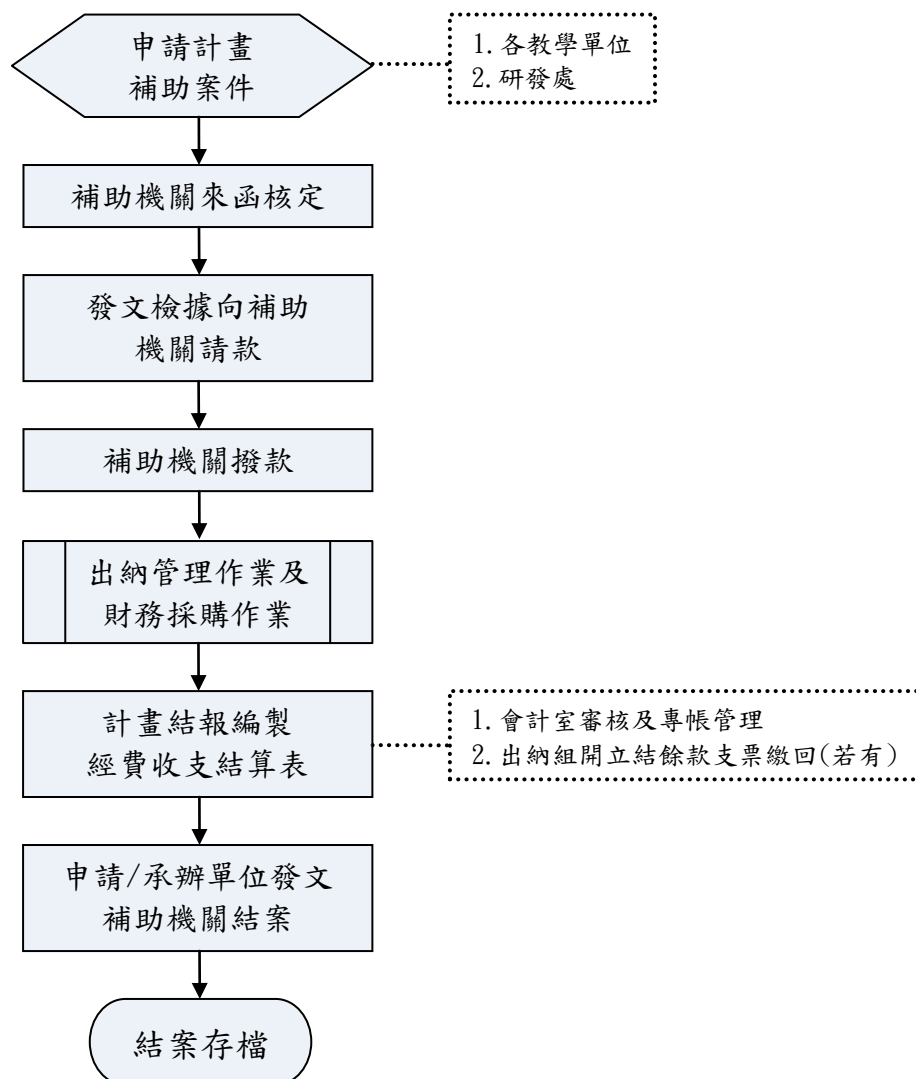 申請計畫
補助案件
1.各教學單位
2.研發處
補助機關來函核定
發文檢據向補助
機關請款
補助機關撥款
出納管理作業及
財務採購作業
計畫結報編製
經費收支結算表
1.會計室審核及專帳管理
2.出納組開立結餘款支票繳回(若有)
申請/承辦單位發文
補助機關結案
結案存檔